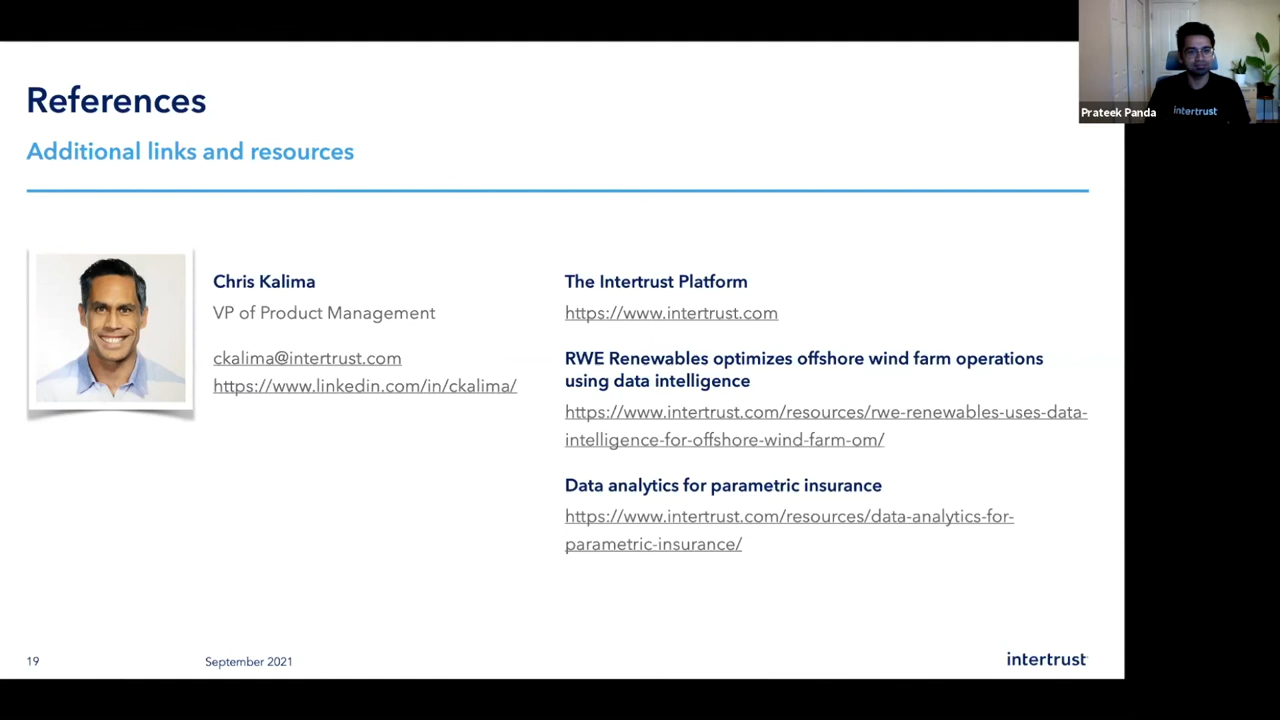 References
Additional links and resources
Chris Kalima
VP of Product Management
ckalima@intertrust.com
https://www.linkedin.com/in/ckalima/
The Intertrust Platform
https://www.intertrust.com
RWE Renewables optimizes offshore wind farm operations
using data intelligence
https://www.intertrust.com/resources/rwe-renewables-uses-data-
intelligence-for-offshore-wind-farm-om/
Data analytics for parametric insurance
https://www.intertrust.com/resources/data-analytics-for-
parametric-insurance/
19
September 2021
intertrust
intertrust
Prateek Panda